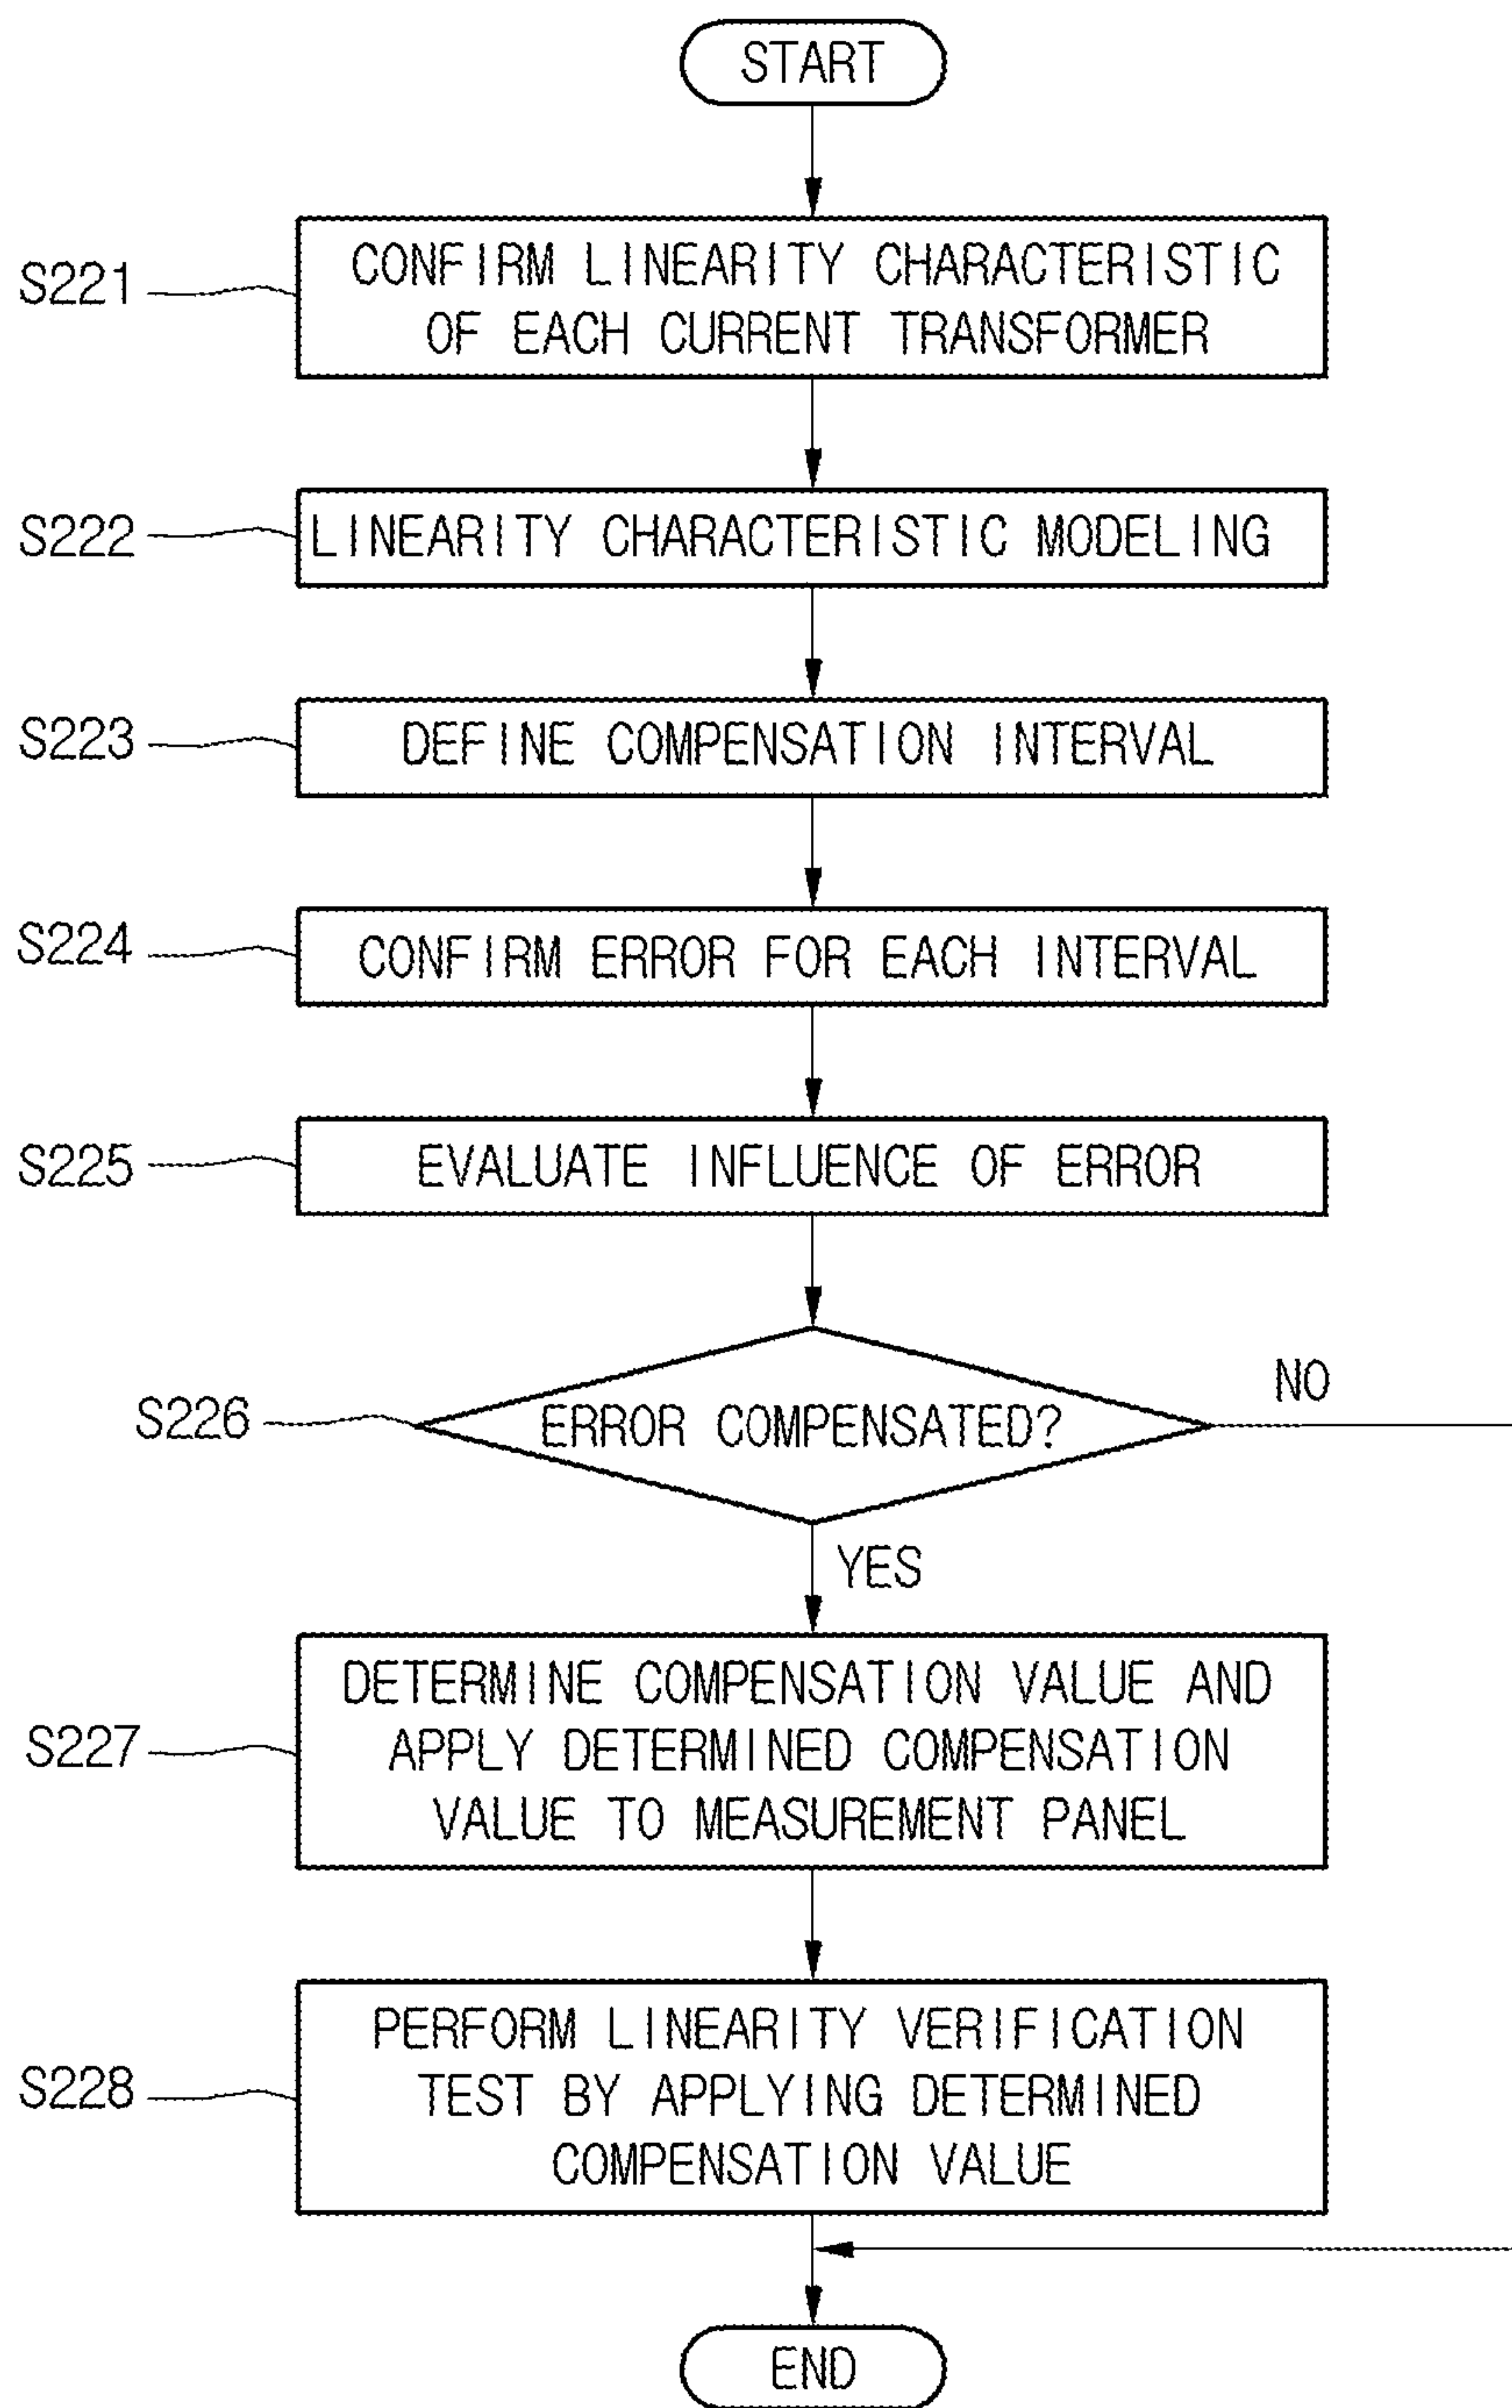 START
S221
CONFIRM LINEARITY CHARACTERISTIC
OF EACH CURRENT TRANSFORMER
S222
LINEARITY CHARACTERISTIC MODELING
S223
DEFINE COMPENSATION INTERVAL
S224
CONFIRM ERROR FOR EACH INTERVAL
S225
EVALUATE INFLUENCE OF ERROR
S226
ERROR COMPENSATED?
NO
YES
S227
DETERMINE COMPENSATION VALUE AND
APPLY DETERMINED COMPENSATION
VALUE TO MEASUREMENT PANEL
S228
PERFORM LINEARITY VERIFICATION
TEST BY APPLYING DETERMINED
COMPENSATION VALUE
END